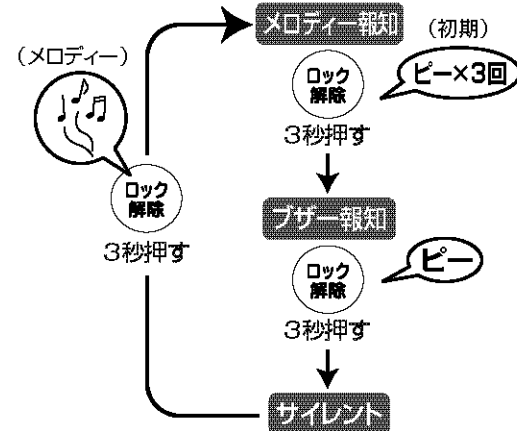 メロディー報知
（初期）
ロック
解除
ピー×3回
3秒押す
ブザー報知
ロック
解除
ピー
3秒押す
サイレント
（メロディー）
ロック
解除
3秒押す